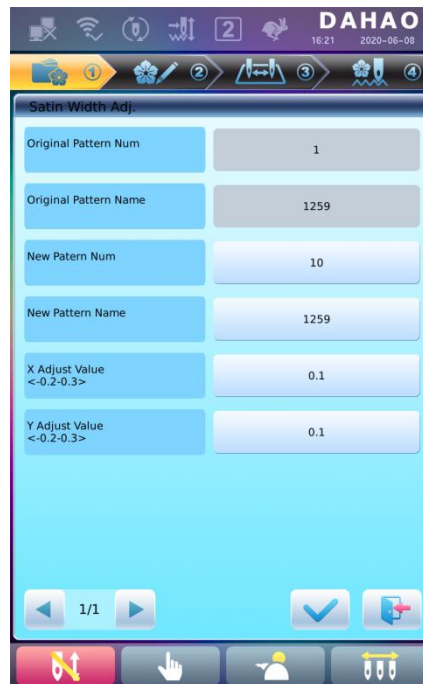 2
DAHAO
16:21 2020-06-08
1 2 3 4
Satin Width Adj.
Original Pattern Num
1
Original Pattern Name
1259
New Patern Num
10
New Pattern Name
1259
X Adjust Value
<-0.2-0.3>
0.1
Y Adjust Value
<-0.2-0.3>
0.1
1/1